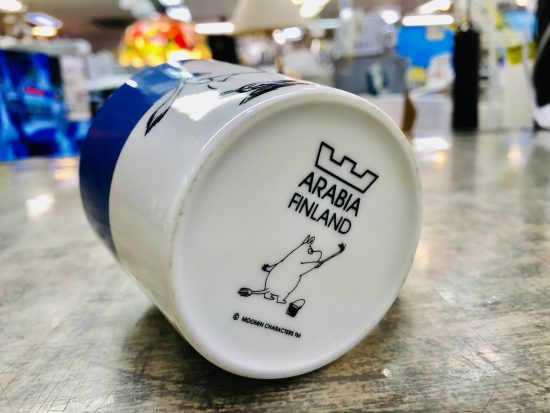 ARABIA
FINLAND
© MOOMIN CHARACTERS ™